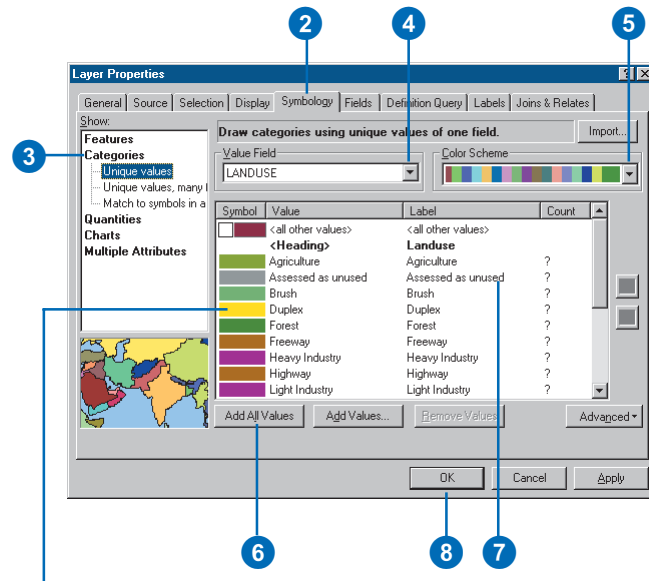 2
4
5
Layer Properties
General Source Selection Display Symbology Fields Definition Query Labels Joins & Relates
Show:
Features
3
Categories
Unique values
Unique values, many
Match to symbols in a
Quantities
Charts
Multiple Attributes
Draw categories using unique values of one field.
Import...
Value Field
LANDUSE
Color Scheme
Symbol Value Label Count
<all other values> <all other values>
<Heading> Landuse
Agriculture Agriculture ?
Assessed as unused Assessed as unused ?
Brush Brush ?
Duplex Duplex ?
Forest Forest ?
Freeway Freeway ?
Heavy Industry Heavy Industry ?
Highway Highway ?
Light Industry Light Industry ?
Add All Values Add Values... Remove Values Advanced
OK Cancel Apply
6
8
7